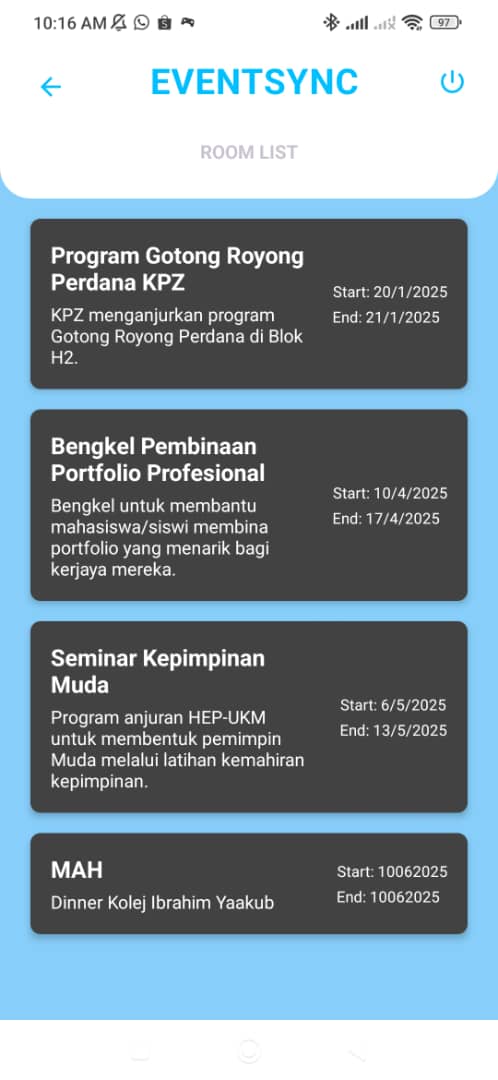 10:16 AM
97
EVENTSYNC
ROOM LIST
Program Gotong Royong
Perdana KPZ
KPZ menganjurkan program
Gotong Royong Perdana di Blok
H2.
Start: 20/1/2025
End: 21/1/2025
Bengkel Pembinaan
Portfolio Profesional
Bengkel untuk membantu
mahasiswa/siswi membina
portfolio yang menarik bagi
kerjaya mereka.
Start: 10/4/2025
End: 17/4/2025
Seminar Kepimpinan
Muda
Program anjuran HEP-UKM
untuk membentuk pemimpin
Muda melalui latihan kemahiran
kepimpinan.
Start: 6/5/2025
End: 13/5/2025
MAH
Dinner Kolej Ibrahim Yaakub
Start: 10062025
End: 10062025